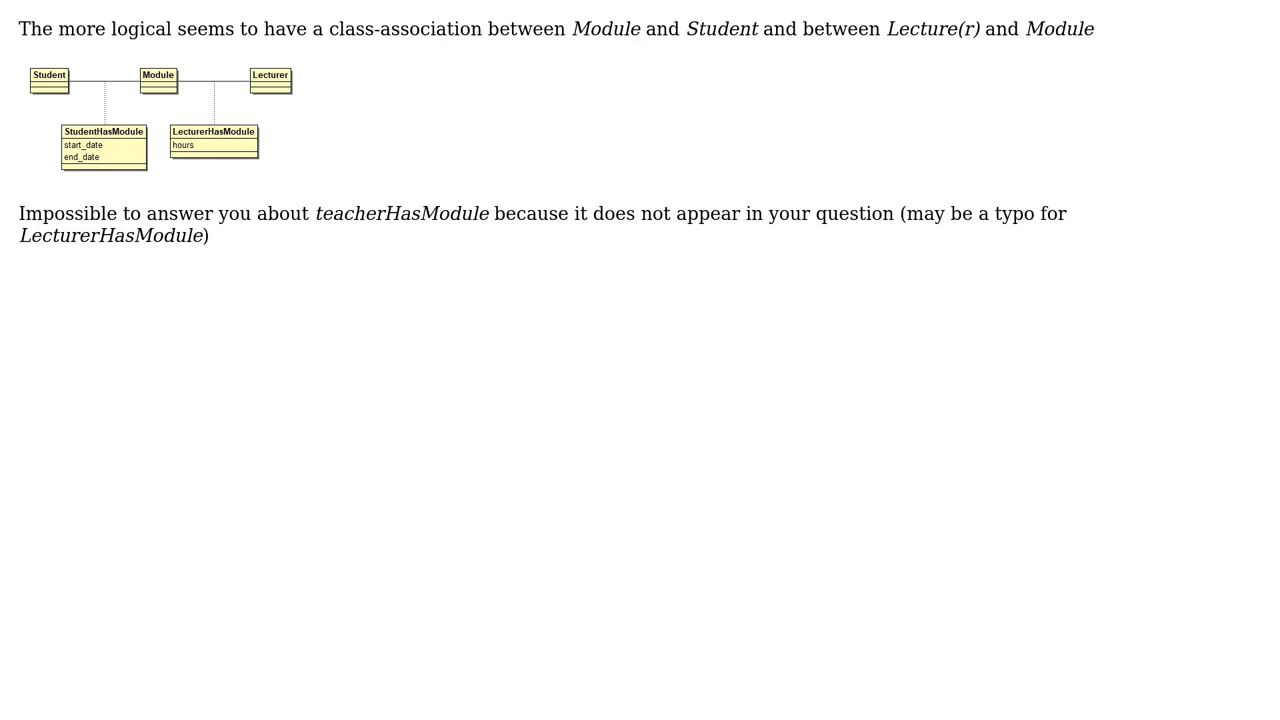 The more logical seems to have a class-association between Module and Student and between Lecture(r) and Module
Student Module Lecturer
StudentHasModule LecturerHasModule
start_date hours
end_date
Impossible to answer you about teacherHasModule because it does not appear in your question (may be a typo for
LecturerHasModule)